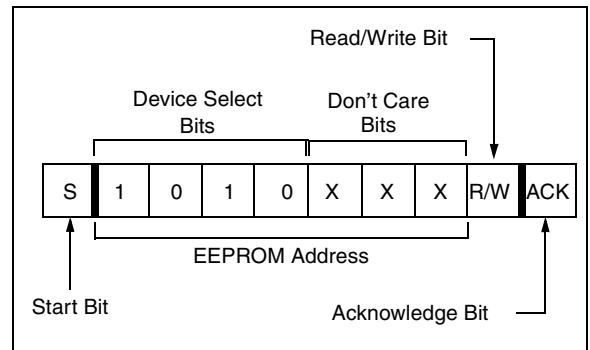 Read/Write Bit
Device Select
Bits
Don't Care
Bits
S 1 0 1 0 X X X R/W ACK
EEPROM Address
Start Bit
Acknowledge Bit